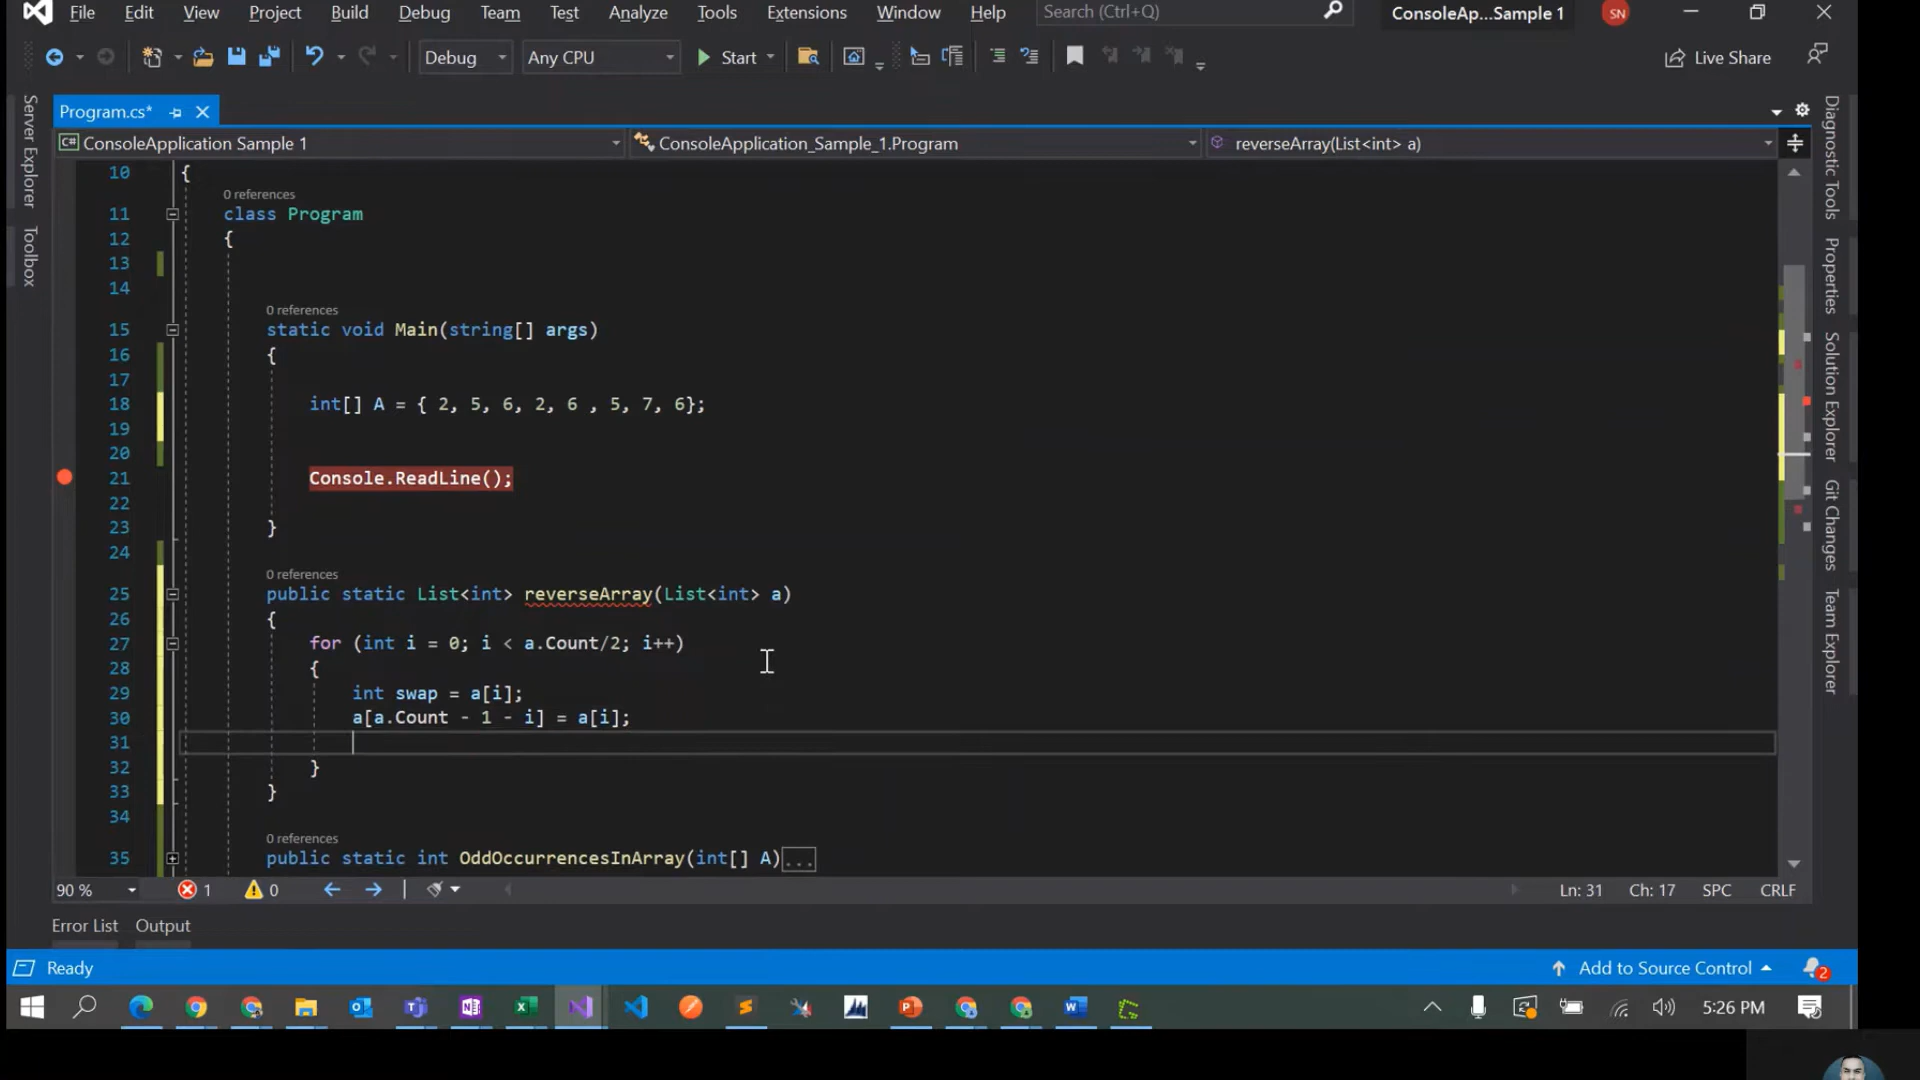 File Edit View Project Build Debug Team Test Analyze Tools Extensions Window Help Search (Ctrl+Q) ConsoleAp...Sample 1 SN
Debug Any CPU Start Live Share
Program.cs*
C# ConsoleApplication Sample 1 ConsoleApplication_Sample_1.Program reverseArray(List<int> a)
Server Explorer
Toolbox
10 {
0 references
11 class Program
12 {
13
14
0 references
15 static void Main(string[] args)
16 {
17
18 int[] A = { 2, 5, 6, 2, 6 , 5, 7, 6};
19
20
21 Console.ReadLine();
22
23 }
24
0 references
25 public static List<int> reverseArray(List<int> a)
26 {
27 for (int i = 0; i < a.Count/2; i++)
28 {
29 int swap = a[i];
30 a[a.Count - 1 - i] = a[i];
31
32 }
33 }
34
0 references
35 public static int OddOccurrencesInArray(int[] A)...
Diagnostic Tools
Properties
Solution Explorer
Git Changes
Team Explorer
90 % 1 0 Ln: 31 Ch: 17 SPC CRLF
Error List Output
Ready Add to Source Control 2
5:26 PM